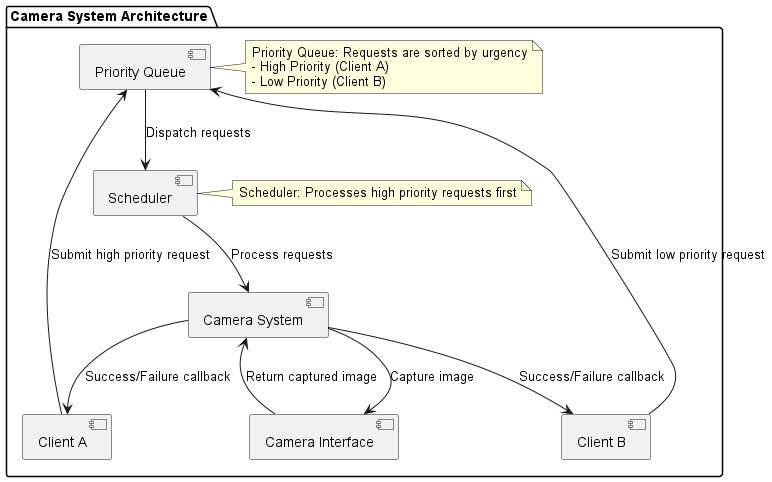 Camera System Architecture
Priority Queue
Priority Queue: Requests are sorted by urgency
- High Priority (Client A)
- Low Priority (Client B)
Dispatch requests
Scheduler
Scheduler: Processes high priority requests first
Submit high priority request
Process requests
Submit low priority request
Camera System
Success/Failure callback
Return captured image
Capture image
Success/Failure callback
Client A
Camera Interface
Client B